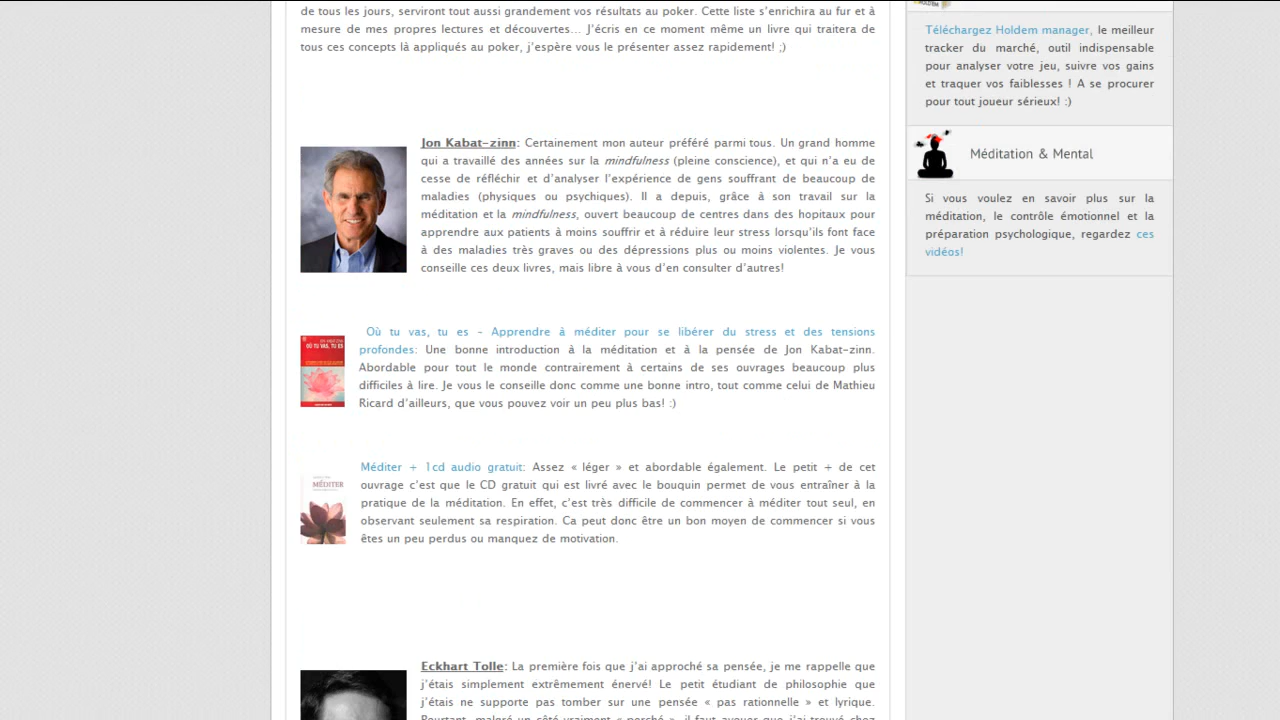 de tous les jours, serviront tout aussi grandement vos résultats au poker. Cette liste s'enrichira au fur et à
mesure de mes propres lectures et découvertes... J'écris en ce moment même un livre qui traitera de
tous ces concepts là appliqués au poker, j'espère vous le présenter assez rapidement! ;)
Jon Kabat-zinn: Certainement mon auteur préféré parmi tous. Un grand homme
qui a travaillé des années sur la mindfulness (pleine conscience), et qui n'a eu de
cesse de réfléchir et d'analyser l'expérience de gens souffrant de beaucoup de
maladies (physiques ou psychiques). Il a depuis, grâce à son travail sur la
méditation et la mindfulness, ouvert beaucoup de centres dans des hopitaux pour
apprendre aux patients à moins souffrir et à réduire leur stress lorsqu'ils font face
à des maladies très graves ou des dépressions plus ou moins violentes. Je vous
conseille ces deux livres, mais libre à vous d'en consulter d'autres!
OÙ TU VAS, TU ES
Où tu vas, tu es - Apprendre à méditer pour se libérer du stress et des tensions
profondes: Une bonne introduction à la méditation et à la pensée de Jon Kabat-zinn.
Abordable pour tout le monde contrairement à certains de ses ouvrages beaucoup plus
difficiles à lire. Je vous le conseille donc comme une bonne intro, tout comme celui de Mathieu
Ricard d'ailleurs, que vous pouvez voir un peu plus bas! :)
MÉDITER
Méditer + 1cd audio gratuit: Assez « léger » et abordable également. Le petit + de cet
ouvrage c'est que le CD gratuit qui est livré avec le bouquin permet de vous entraîner à la
pratique de la méditation. En effet, c'est très difficile de commencer à méditer tout seul, en
observant seulement sa respiration. Ca peut donc être un bon moyen de commencer si vous
êtes un peu perdus ou manquez de motivation.
Eckhart Tolle: La première fois que j'ai approché sa pensée, je me rappelle que
j'étais simplement extrêmement énervé! Le petit étudiant de philosophie que
j'étais ne supporte pas tomber sur une pensée « pas rationnelle » et lyrique.
Pourtant, malgré un côté vraiment « perché », il faut avouer que j'ai trouvé chez
Téléchargez Holdem manager, le meilleur
tracker du marché, outil indispensable
pour analyser votre jeu, suivre vos gains
et traquer vos faiblesses ! A se procurer
pour tout joueur sérieux! :)
Méditation & Mental
Si vous voulez en savoir plus sur la
méditation, le contrôle émotionnel et la
préparation psychologique, regardez ces
vidéos!